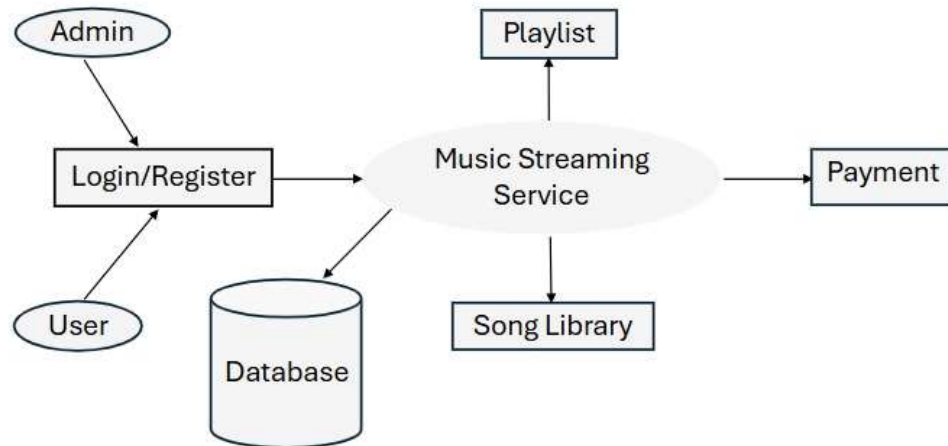 Admin
Playlist
Login/Register
Music Streaming
Service
Payment
User
Database
Song Library